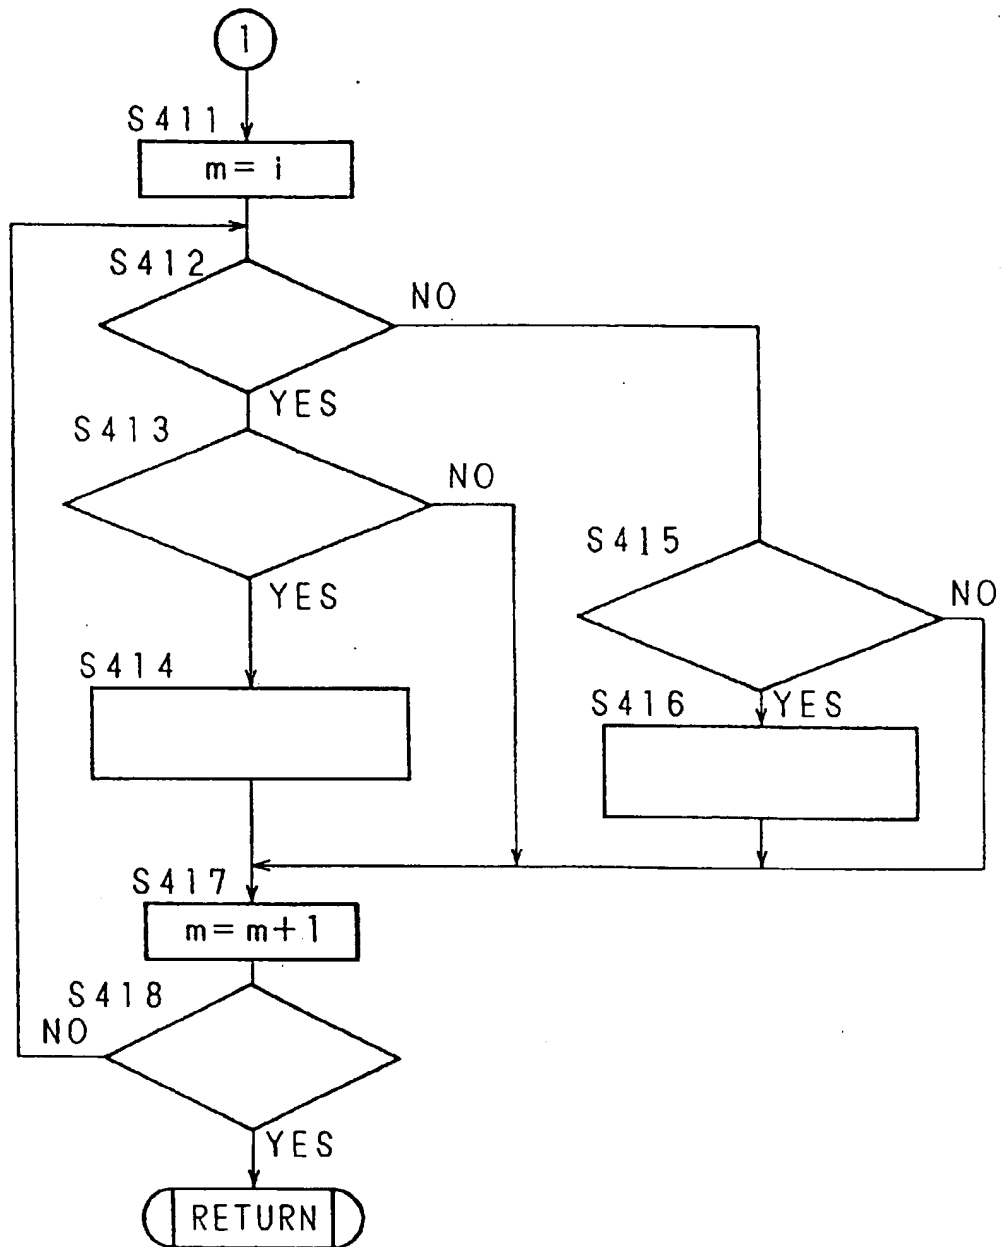 1
S411
m= i
S412
NO
YES
S413
NO
YES
S415
NO
S414
S416
YES
S417
m= m+1
S418
NO
YES
RETURN